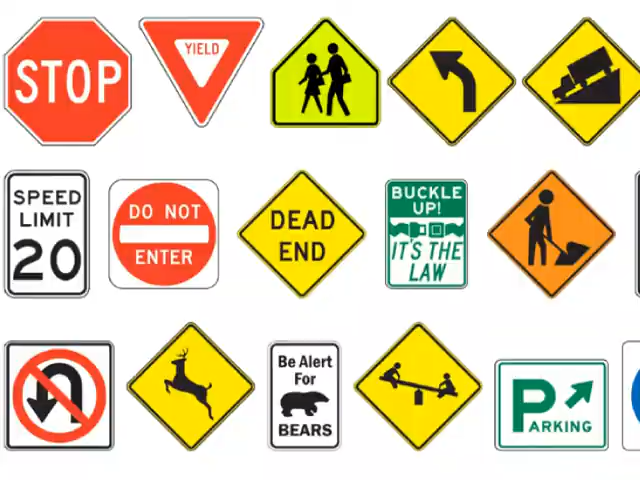 STOP
YIELD
SPEED
LIMIT
20
DO NOT
ENTER
DEAD
END
BUCKLE
UP!
IT'S THE
LAW
Be Alert
For
BEARS
P
PARKING